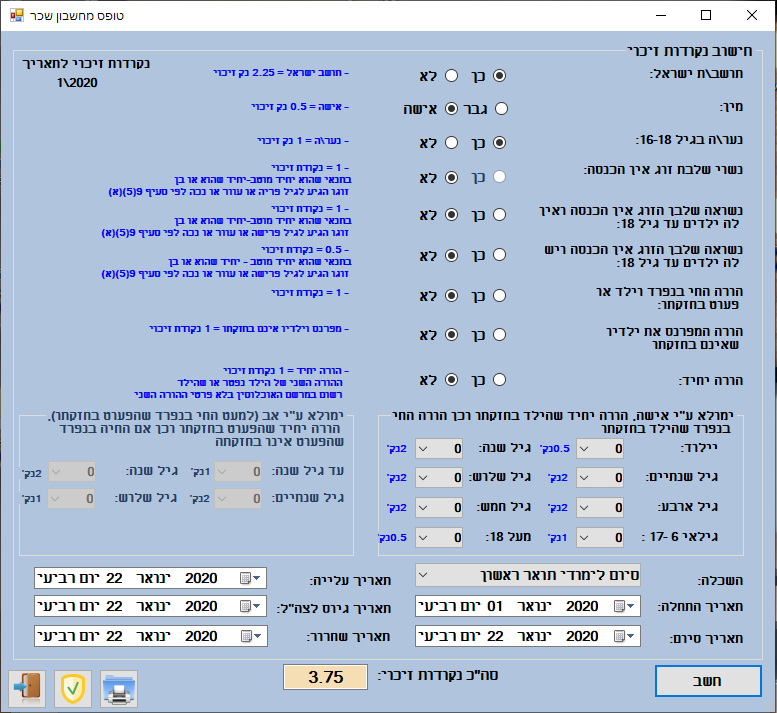 טופס מחשבון שכר
חישוב נקודות זיכוי
נקודות זיכוי לתאריך
1\2020
תושב\ת ישראל: כן לא - תושב ישראל = 2.25 נק זיכוי
מין: גבר אישה - אישה = 0.5 נק זיכוי
נער\ה בגיל 16-18: כן לא - נער\ה = 1 נק זיכוי
נשוי שלבת זוג אין הכנסה: כן לא
- 1 = נקודת זיכוי
בתנאי שהוא יחיד מוטב-יחיד שהוא או בן
זוגו הגיע לגיל פריה או עוור או נכה לפי סעיף 9(5)(א)
נשואה שלבן הזוג אין הכנסה ואין
לה ילדים עד גיל 18: כן לא
- 1 = נקודת זיכוי
בתנאי שהוא יחיד מוטב-יחיד שהוא או בן
זוגו הגיע לגיל פרישה או עוור או נכה לפי סעיף 9(5)(א)
נשואה שלבן הזוג אין הכנסה ויש
לה ילדים עד גיל 18: כן לא
- 0.5 = נקודת זיכוי
בתנאי שהוא יחיד מוטב - יחיד שהוא או בן
זוגו הגיע לגיל פרישה או עוור או נכה לפי סעיף 9(5)(א)
הורה החי בנפרד וילד או
פעוט בחזקתו: כן לא - 1 = נקודת זיכוי
הורה המפרנס את ילדיו
שאינם בחזקתו כן לא - מפרנס וילדיו אינם בחזקתו = 1 נקודת זיכוי
הורה יחיד: כן לא
- הורה יחיד = 1 נקודת זיכוי
ההורה השני של הילד נפטר או שהילד
רשום במרשם האוכלוסין בלא פרטי ההורה השני
ימולא ע"י אישה, הורה יחיד שהילד בחזקתו וכן הורה החי
בנפרד שהילד בחזקתו
יילוד: 0 0.5נק' גיל שנה: 0 2נק'
גיל שנתיים: 0 2נק' גיל שלוש: 0 2נק'
גיל ארבע: 0 2נק' גיל חמש: 0 2נק'
גילאי 6 -17 : 0 1נק' מעל 18: 0 0.5נק'
ימולא ע"י אב (למעט החי בנפרד שהפעוט בחזקתו),
הורה יחיד שהפעוט בחזקתו וכן אם החיה בנפרד
שהפעוט אינו בחזקתה
עד גיל שנה: 0 1נק' גיל שנה: 0 2נק'
גיל שנתיים: 0 2נק' גיל שלוש: 0 1נק'
השכלה: סיום לימודי תואר ראשון
תאריך התחלה: יום רביעי 01 ינואר 2020
תאריך סיום: יום רביעי 22 ינואר 2020
תאריך עלייה: יום רביעי 22 ינואר 2020
תאריך גיוס לצה"ל: יום רביעי 22 ינואר 2020
תאריך שחרור: יום רביעי 22 ינואר 2020
חשב
סה"כ נקודות זיכוי: 3.75